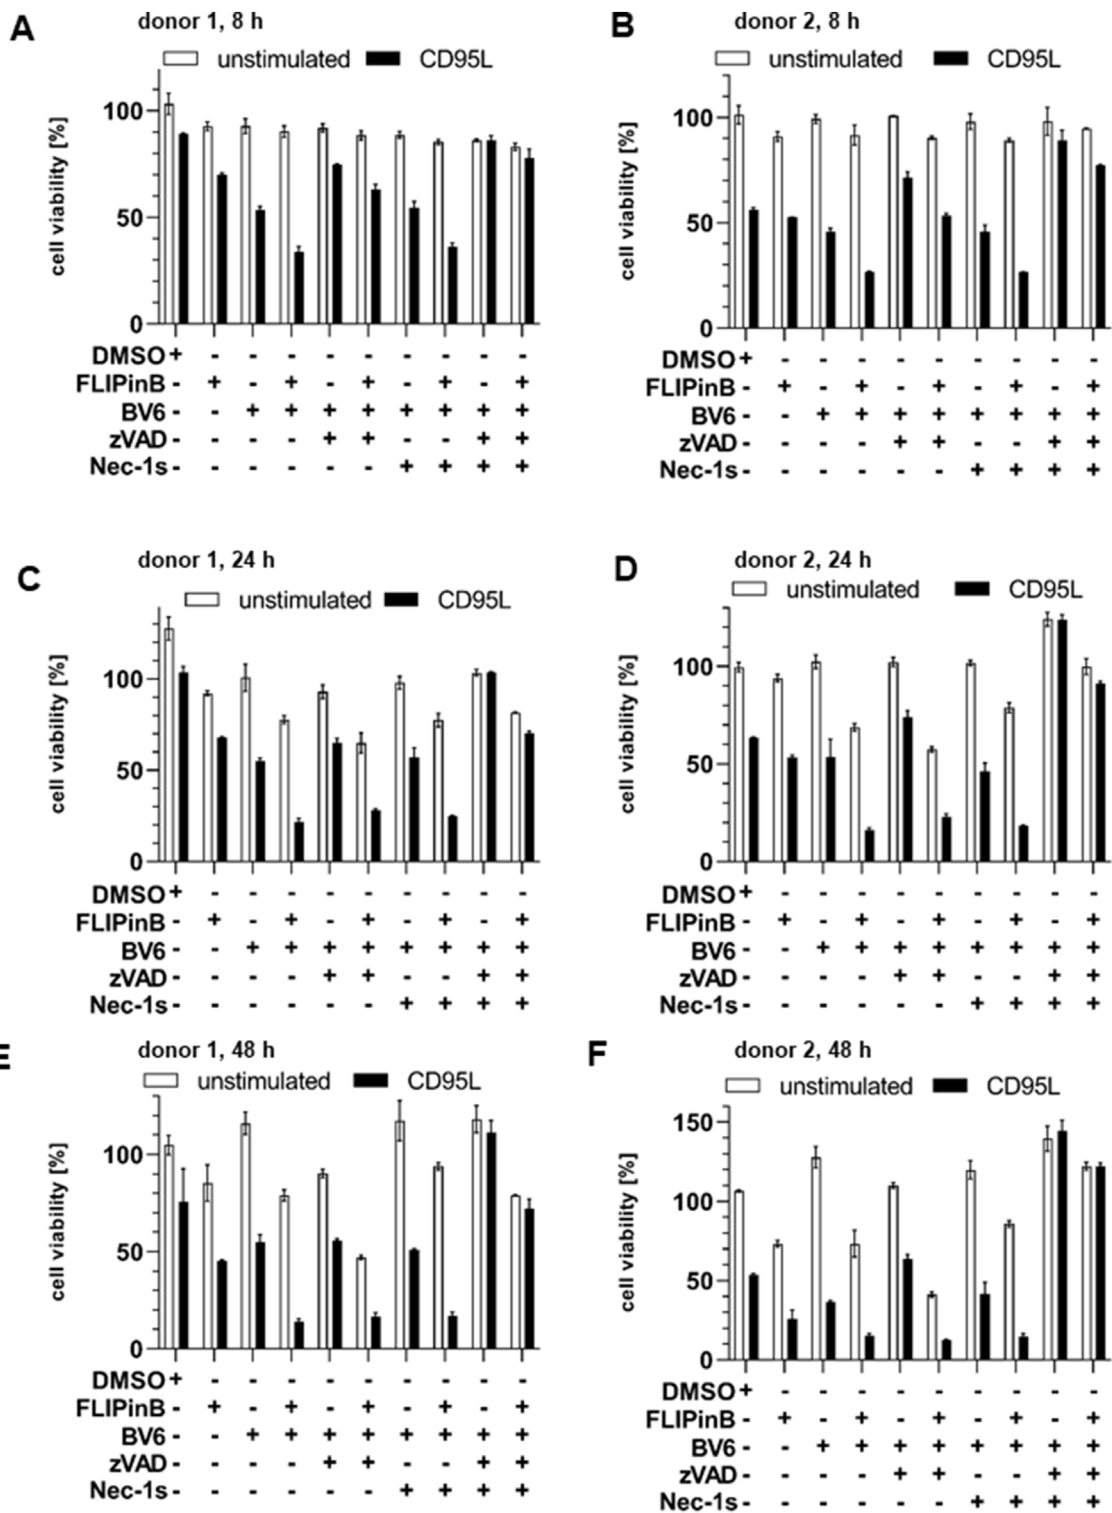 A
donor 1, 8 h
unstimulated CD95L
cell viability [%]
100
50
0
DMSO + - - - - - - - - -
FLIPinB - + - + - + - + - +
BV6 - - + + + + + + + +
zVAD - - - - + + - - + +
Nec-1s - - - - - - + + + +
B
donor 2, 8 h
unstimulated CD95L
cell viability [%]
100
50
0
DMSO + - - - - - - - - -
FLIPinB - + - + - + - + - +
BV6 - - + + + + + + + +
zVAD - - - - + + - - + +
Nec-1s - - - - - - + + + +
C
donor 1, 24 h
unstimulated CD95L
cell viability [%]
100
50
0
DMSO + - - - - - - - - -
FLIPinB - + - + - + - + - +
BV6 - - + + + + + + + +
zVAD - - - - + + - - + +
Nec-1s - - - - - - + + + +
D
donor 2, 24 h
unstimulated CD95L
cell viability [%]
100
50
0
DMSO + - - - - - - - - -
FLIPinB - + - + - + - + - +
BV6 - - + + + + + + + +
zVAD - - - - + + - - + +
Nec-1s - - - - - - + + + +
E
donor 1, 48 h
unstimulated CD95L
cell viability [%]
100
50
0
DMSO + - - - - - - - - -
FLIPinB - + - + - + - + - +
BV6 - - + + + + + + + +
zVAD - - - - + + - - + +
Nec-1s - - - - - - + + + +
F
donor 2, 48 h
unstimulated CD95L
cell viability [%]
150
100
50
0
DMSO + - - - - - - - - -
FLIPinB - + - + - + - + - +
BV6 - - + + + + + + + +
zVAD - - - - + + - - + +
Nec-1s - - - - - - + + + +